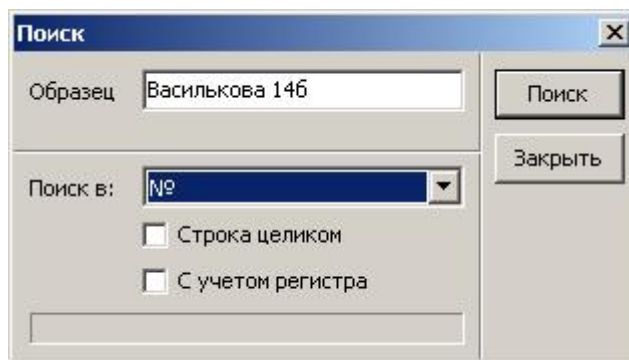 Поиск
Образец Василькова 14б
Поиск
Закрыть
Поиск в: №
Строка целиком
С учетом регистра